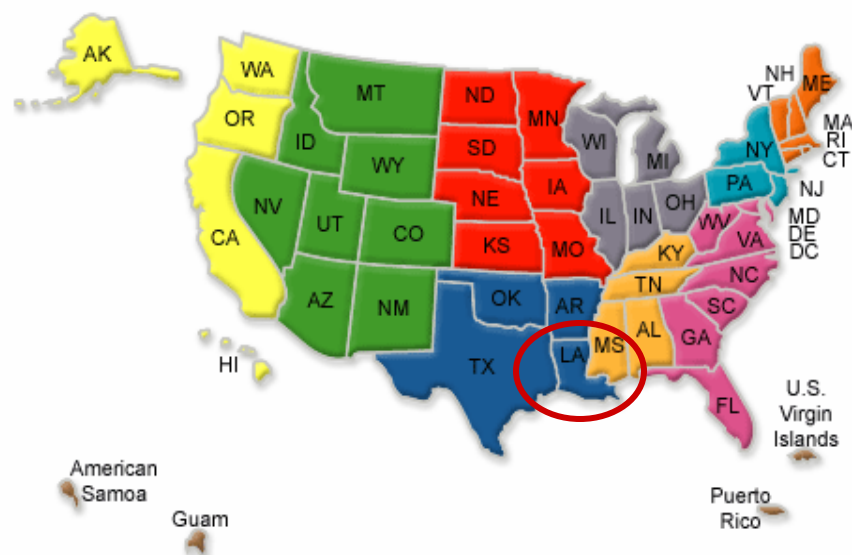 AK
WA
OR
CA
HI
MT
ID
WY
NV
UT
CO
AZ
NM
ND
SD
NE
KS
MN
IA
MO
OK
TX
AR
LA
WI
MI
IL
IN
OH
KY
TN
MS
AL
NH
VT
ME
MA
RI
CT
NY
PA
NJ
MD
DE
DC
WV
VA
NC
SC
GA
FL
American
Samoa
Guam
U.S.
Virgin
Islands
Puerto
Rico